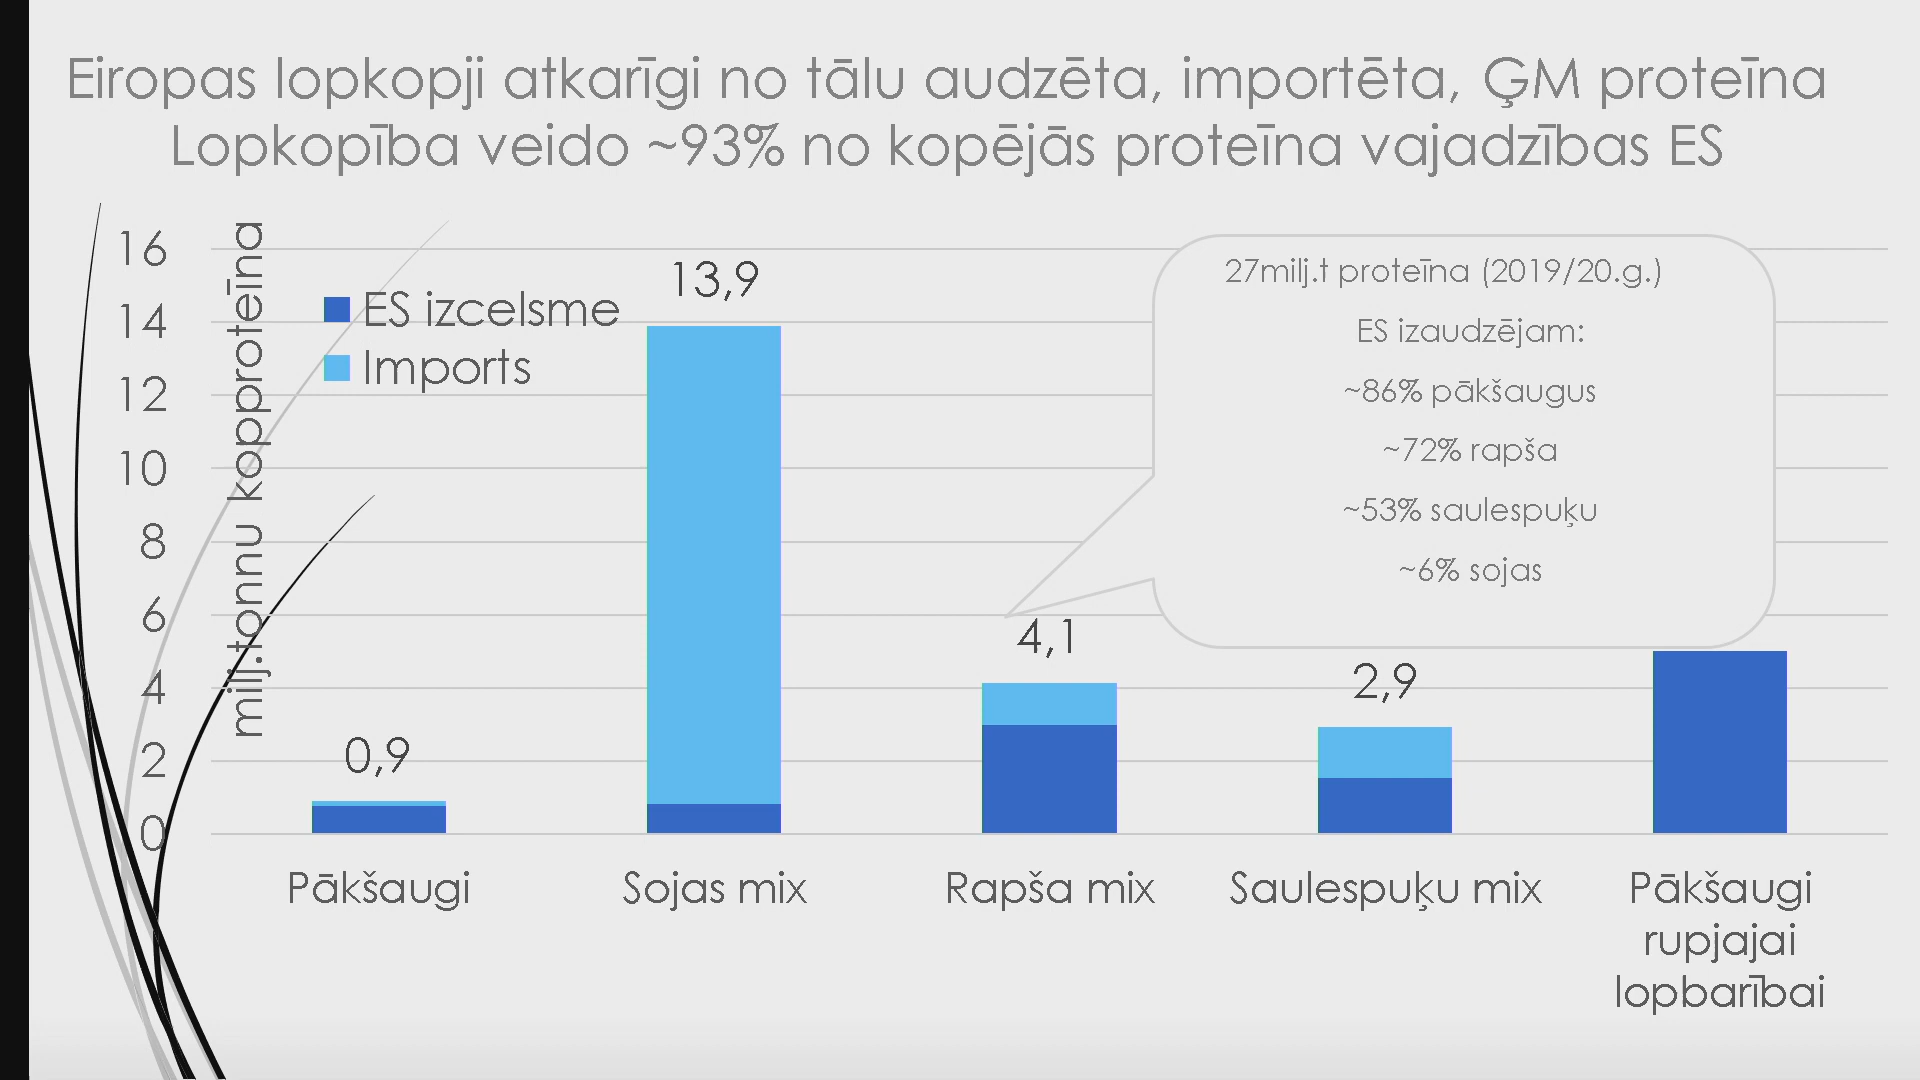 Eiropas lopkopji atkarīgi no tālu audzēta, importēta, ĢM proteīna
Lopkopība veido ~93% no kopējās proteīna vajadzības ES
milj.tonnu kopproteīna
16
14
12
10
8
6
4
2
0
ES izcelsme
Imports
0,9
13,9
4,1
2,9
27milj.t proteīna (2019/20.g.)
ES izaudzējam:
~86% pākšaugus
~72% rapša
~53% saulespuķu
~6% sojas
Pākšaugi
Sojas mix
Rapša mix
Saulespuķu mix
Pākšaugi
rupjajai
lopbarībai